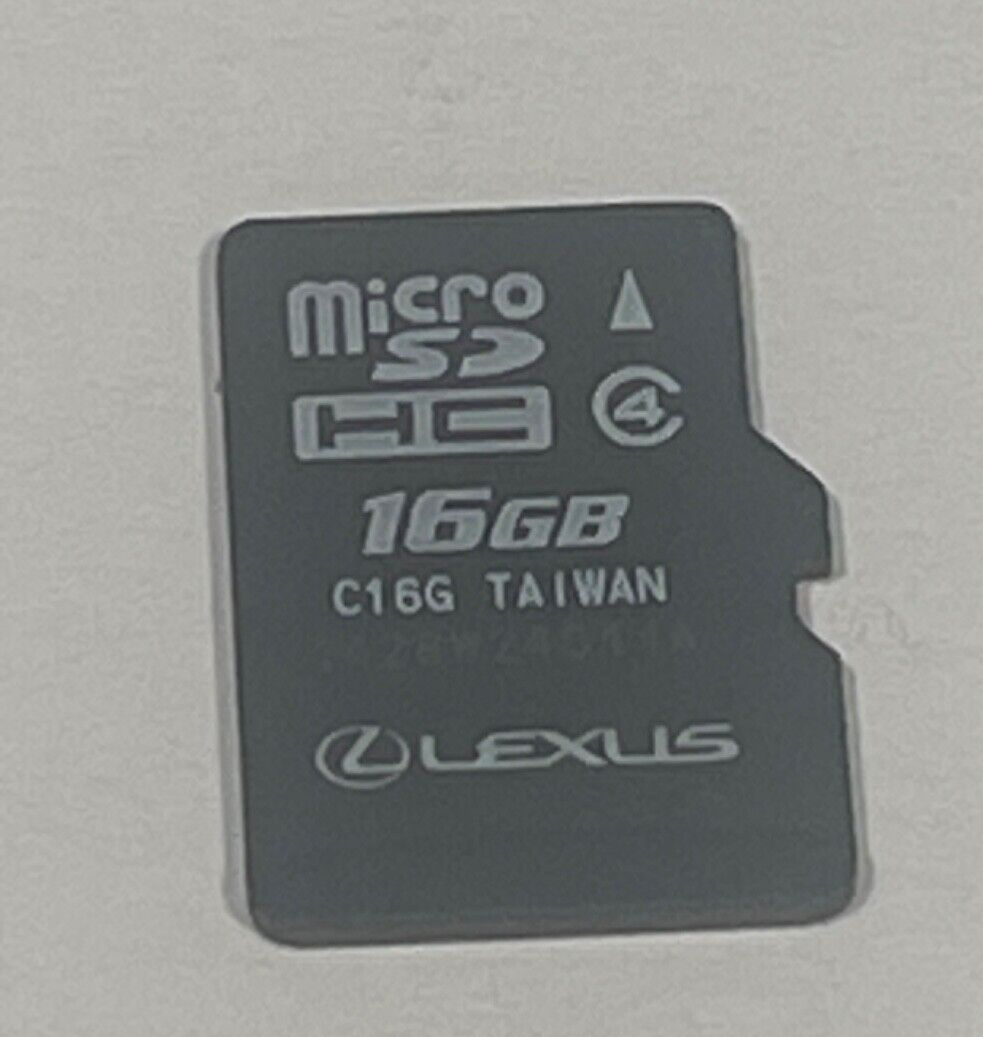 micro
SD
HC
4
16GB
C16G TAIWAN
LEXUS